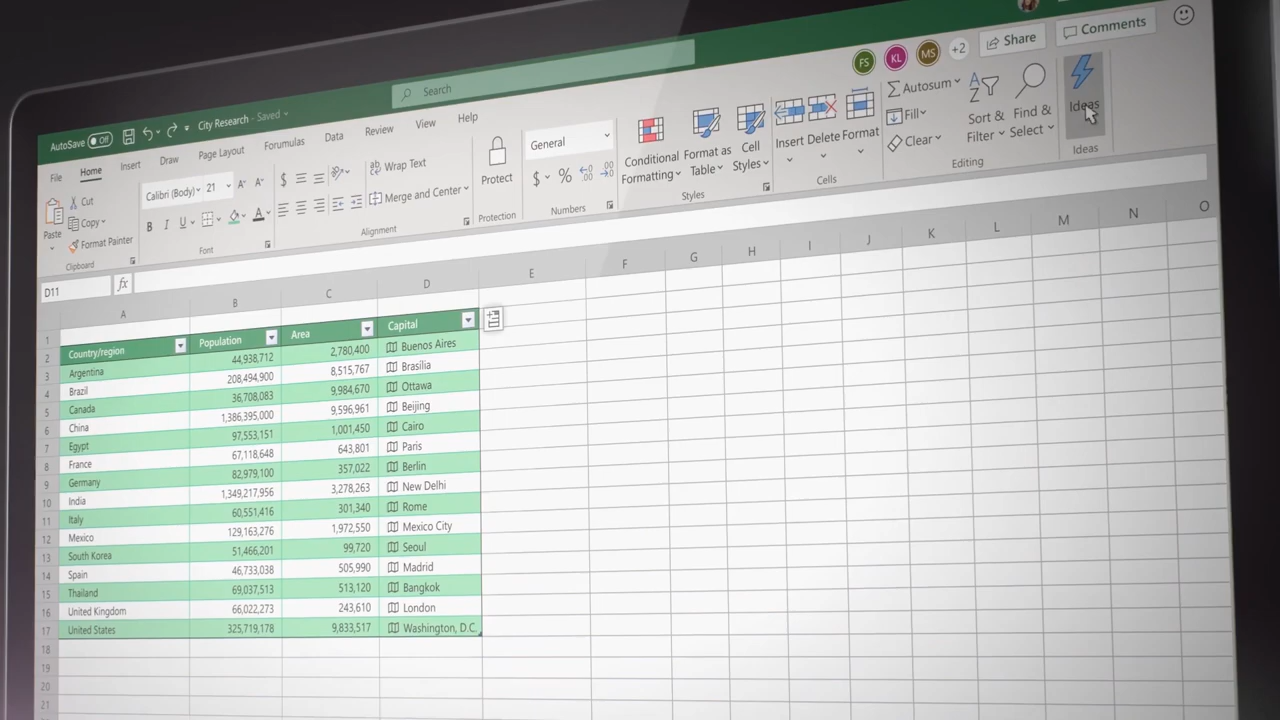 AutoSave Off City Research - Saved Search
FS KL MS +2 Share Comments
File Home Insert Draw Page Layout Formulas Data Review View Help
Paste Cut Copy Format Painter
Clipboard
Calibri (Body) 21 A A
B I U A
Font
$ ab Wrap Text
Merge and Center
Alignment
Protect
Protection
General
$ %
Numbers
Conditional Formatting Format as Table Cell Styles
Styles
Insert Delete Format
Cells
Autosum Fill Clear
Sort & Filter Find & Select
Editing
Ideas
Ideas
D11 fx
A B C D E F G H I J K L M N O
1
2 Country/region Population Area Capital
3 Argentina 44,938,712 2,780,400 Buenos Aires
4 Brazil 208,494,900 8,515,767 Brasília
5 Canada 36,708,083 9,984,670 Ottawa
6 China 1,386,395,000 9,596,961 Beijing
7 Egypt 97,553,151 1,001,450 Cairo
8 France 67,118,648 643,801 Paris
9 Germany 82,979,100 357,022 Berlin
10 India 1,349,217,956 3,278,263 New Delhi
11 Italy 60,551,416 301,340 Rome
12 Mexico 129,163,276 1,972,550 Mexico City
13 South Korea 51,466,201 99,720 Seoul
14 Spain 46,733,038 505,990 Madrid
15 Thailand 69,037,513 513,120 Bangkok
16 United Kingdom 66,022,273 243,610 London
17 United States 325,719,178 9,833,517 Washington, D.C.
18
19
20
21